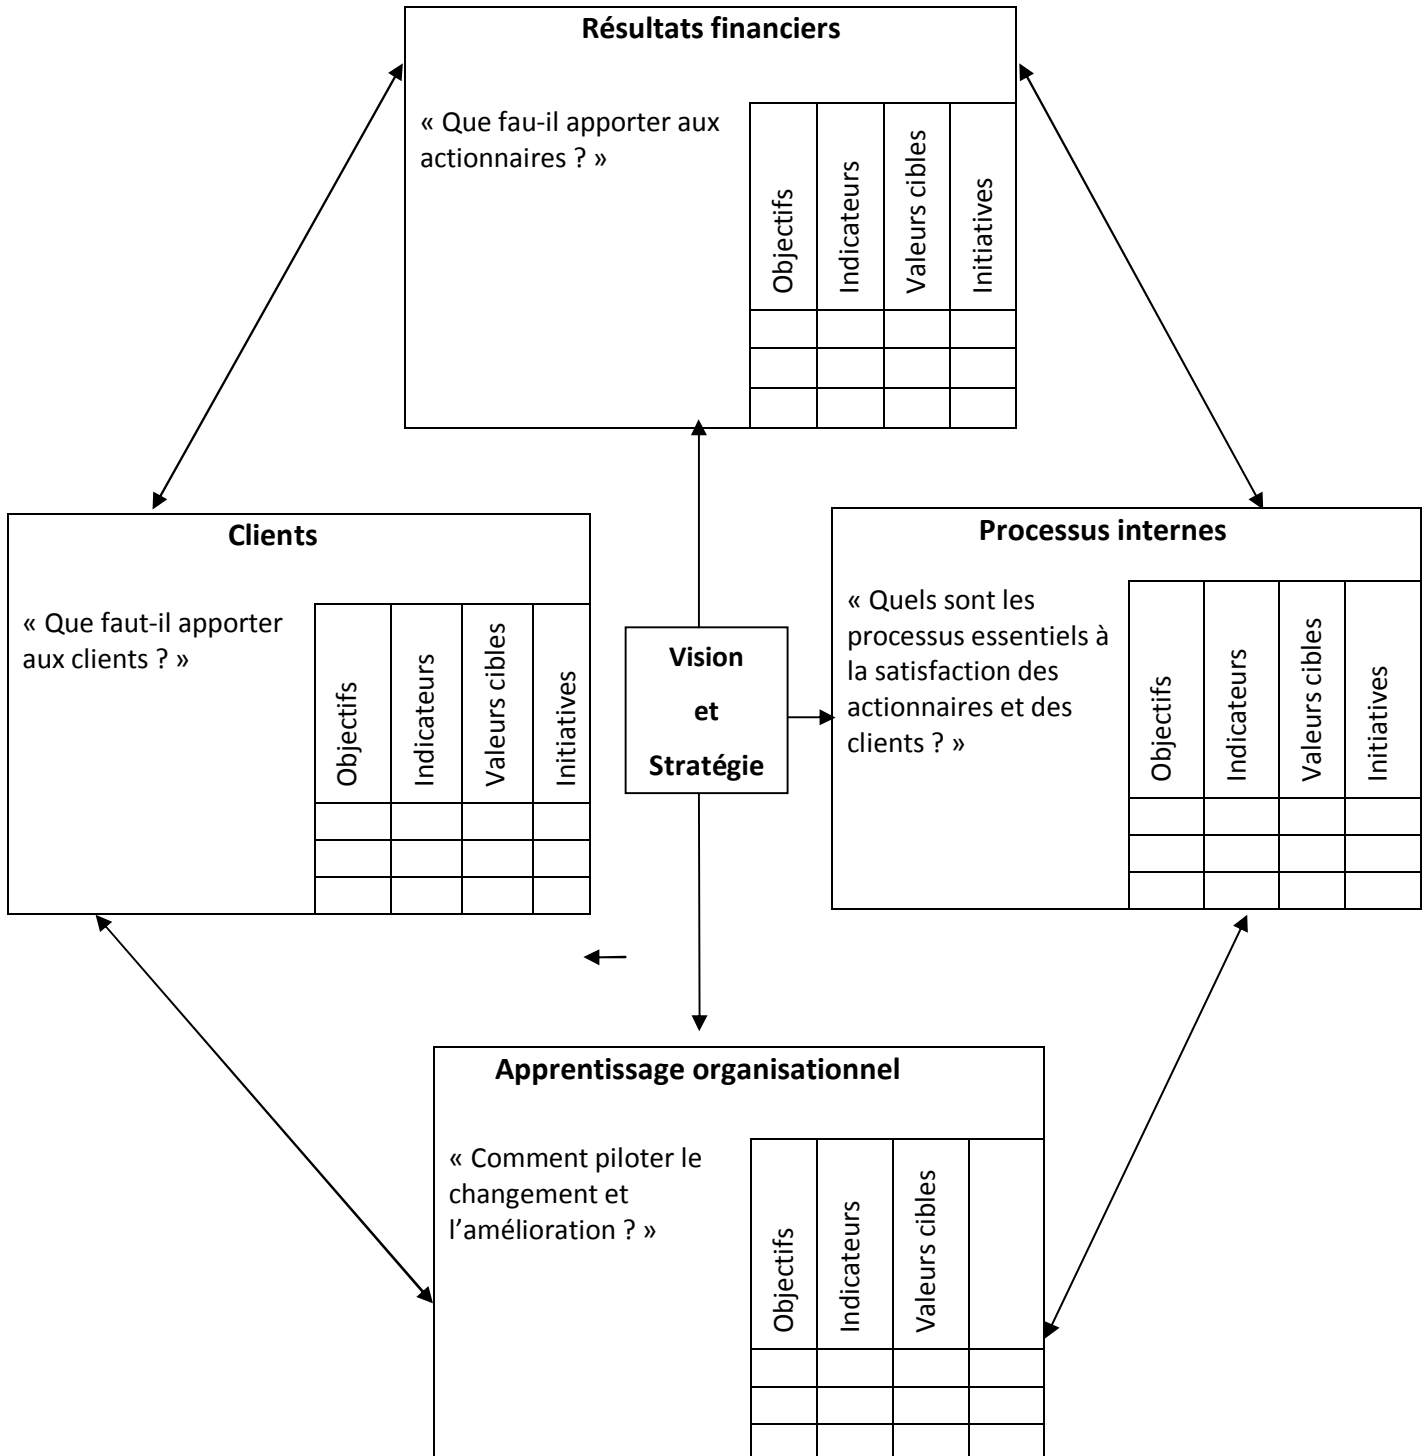 Résultats financiers
« Que fau-il apporter aux
actionnaires ? »
Objectifs
Indicateurs
Valeurs cibles
Initiatives
Clients
« Que faut-il apporter
aux clients ? »
Objectifs
Indicateurs
Valeurs cibles
Initiatives
Vision
et
Stratégie
Processus internes
« Quels sont les
processus essentiels à
la satisfaction des
actionnaires et des
clients ? »
Objectifs
Indicateurs
Valeurs cibles
Initiatives
Apprentissage organisationnel
« Comment piloter le
changement et
l’amélioration ? »
Objectifs
Indicateurs
Valeurs cibles